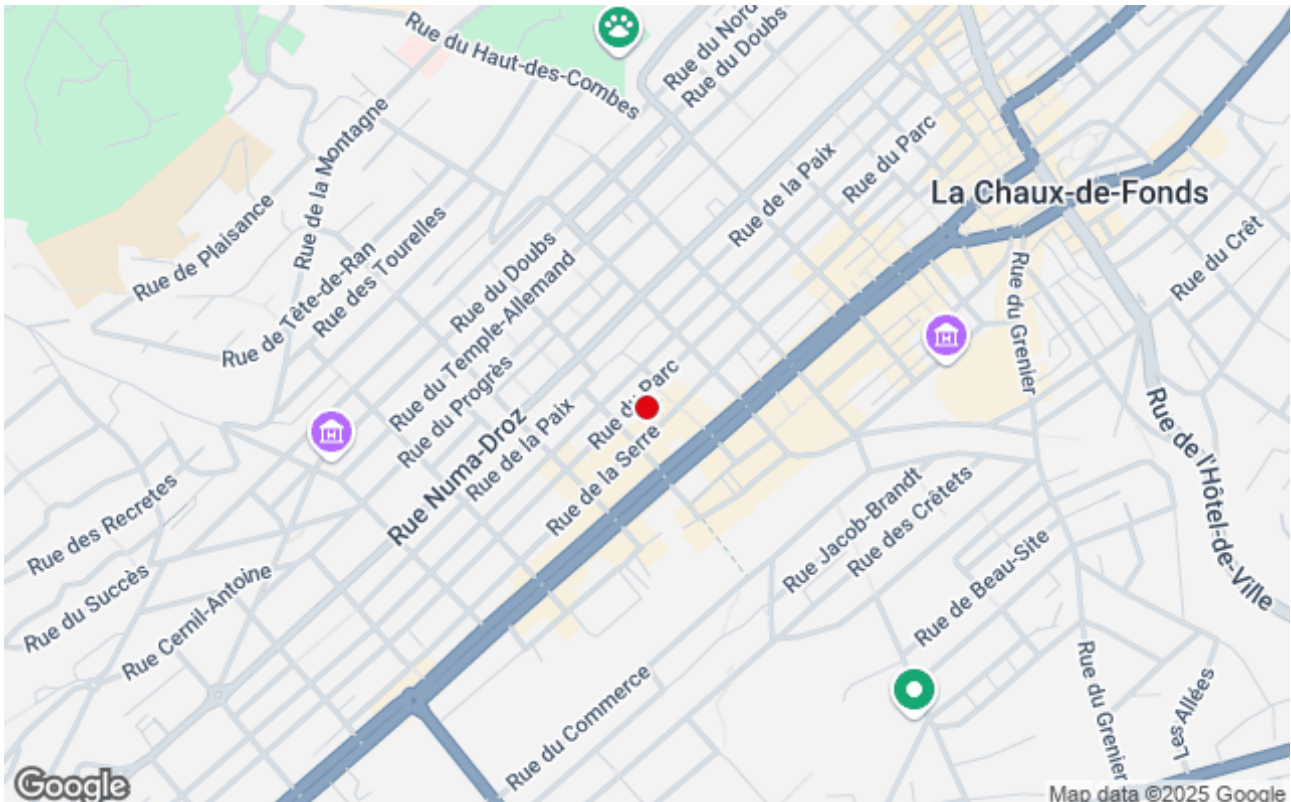 Rue du Nord
Rue du Haut-des-Combes
Rue du Doubs
Rue de la Montagne
Rue du Parc
Rue de la Paix
La Chaux-de-Fonds
Rue de Plaisance
Rue des Tourelles
Rue de Tête-de-Ran
Rue du Doubs
Rue du Temple-Allemand
Rue du Crêt
Rue du Grenier
Rue du Progrès
Rue du Parc
Rue de la Paix
Rue Numa-Droz
Rue de la Serre
Rue de l'Hôtel-de-Ville
Rue des Recretes
Rue Jacob-Brandt
Rue des Crêtets
Rue du Succès
Rue Cernil-Antoine
Rue de Beau-Site
Rue du Commerce
Rue du Grenier
Les Allées
Google
Map data ©2025 Google